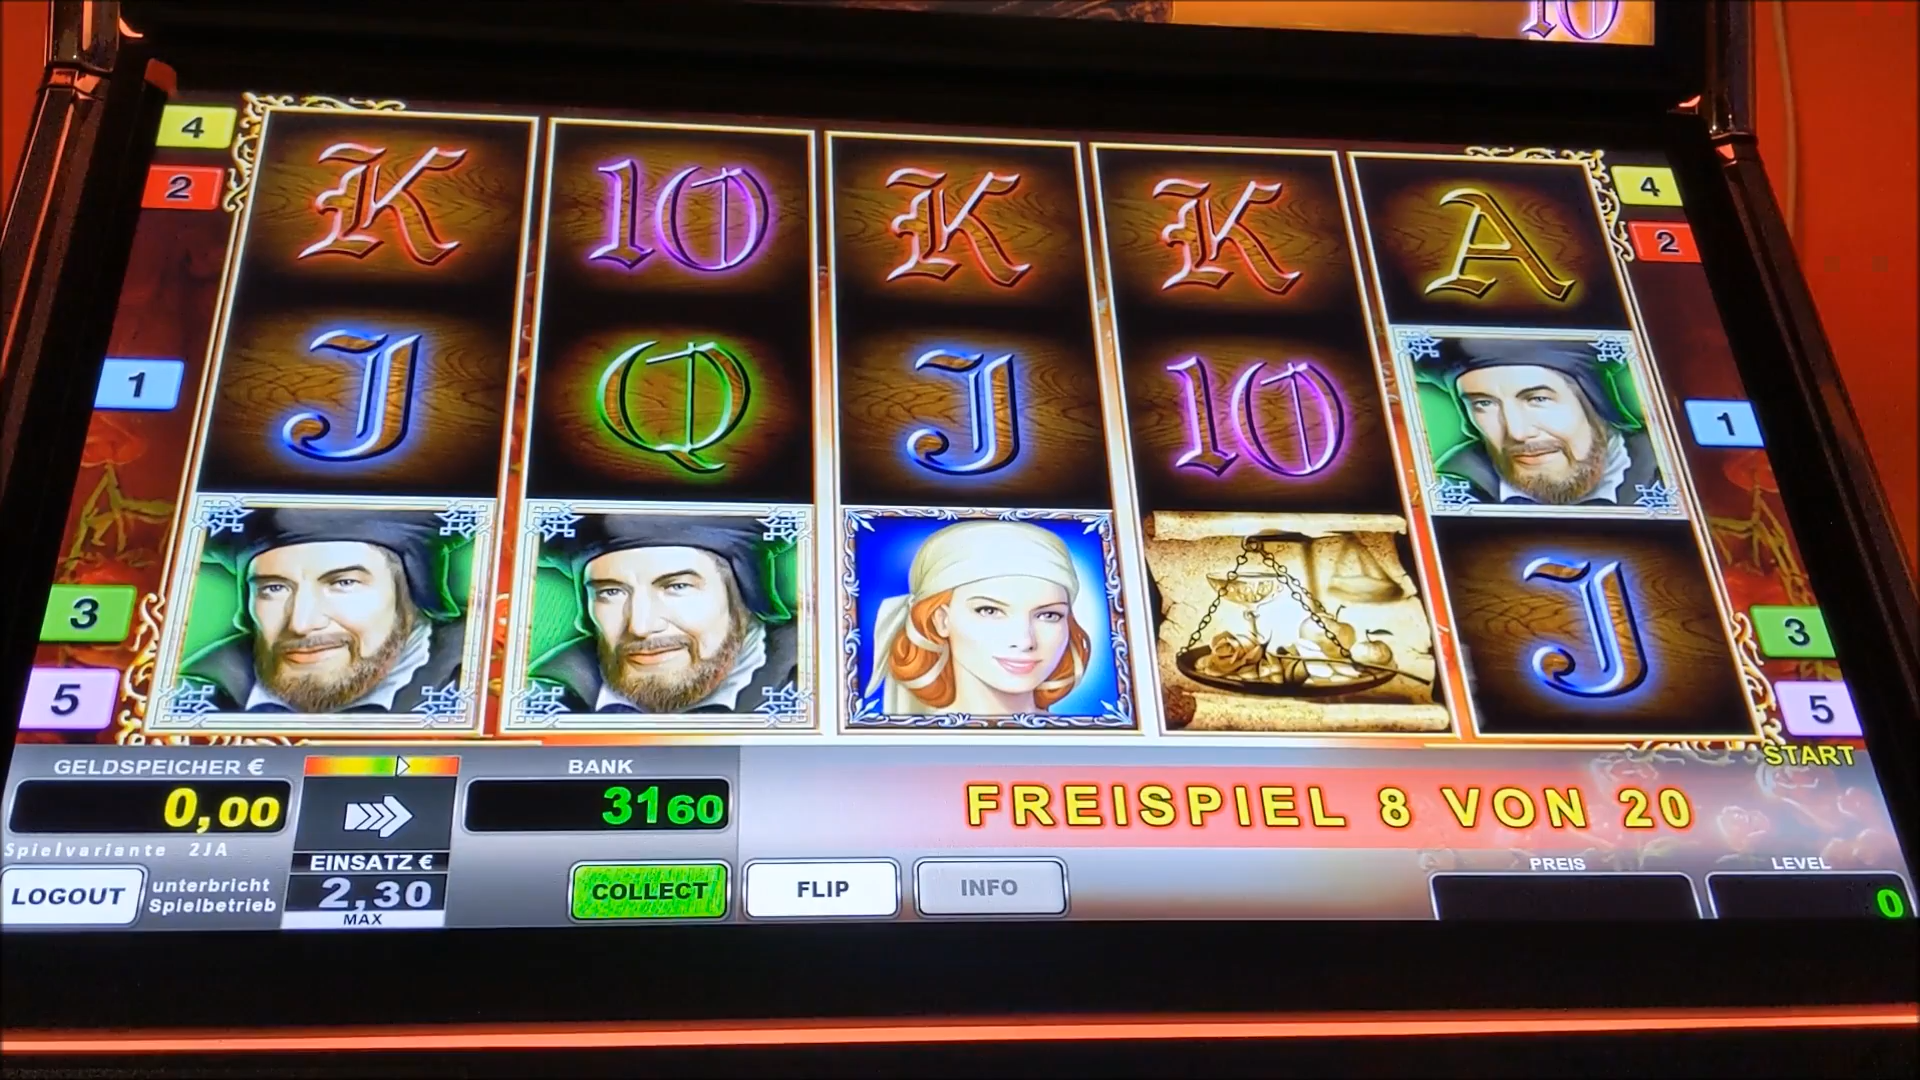 10
4
4
2
2
K 10 K K A
J Q J 10
1
1
J
3
3
5
5
START
GELDSPEICHER €
BANK
0,00
3160
FREISPIEL 8 VON 20
Spielvariante 2JA
EINSATZ €
PREIS
LEVEL
LOGOUT
unterbricht
Spielbetrieb
2,30
MAX
COLLECT
FLIP
INFO
0